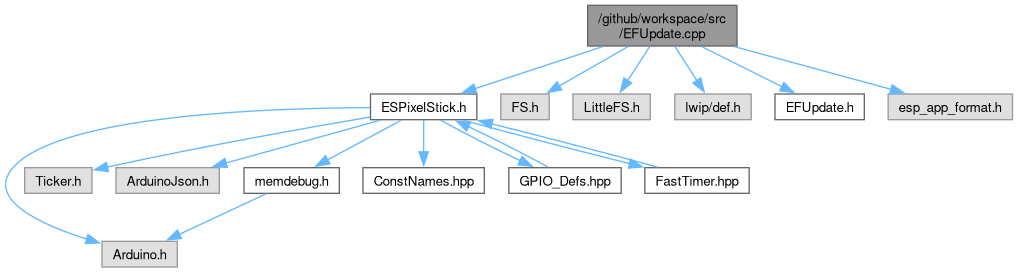 /github/workspace/src
/EFUpdate.cpp
ESPixelStick.h
FS.h
LittleFS.h
lwip/def.h
EFUpdate.h
esp_app_format.h
Ticker.h
ArduinoJson.h
memdebug.h
ConstNames.hpp
GPIO_Defs.hpp
FastTimer.hpp
Arduino.h